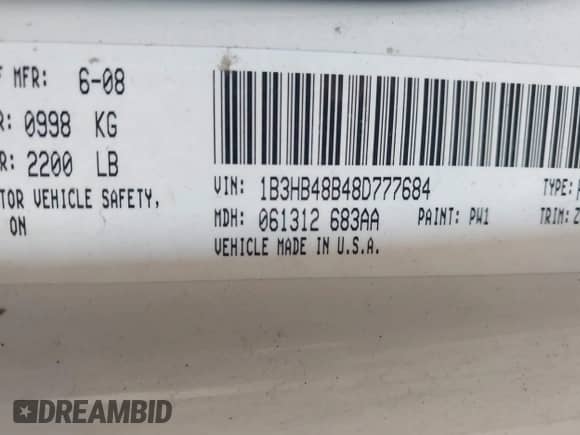 F MFR: 6-08
R: 0998 KG
R: 2200 LB
TOR VEHICLE SAFETY,
ON
VIN: 1B3HB48B48D777684 TYPE:
MDH: 061312 683AA PAINT: PW1 TRIM: Z
VEHICLE MADE IN U.S.A.
DREAMBID